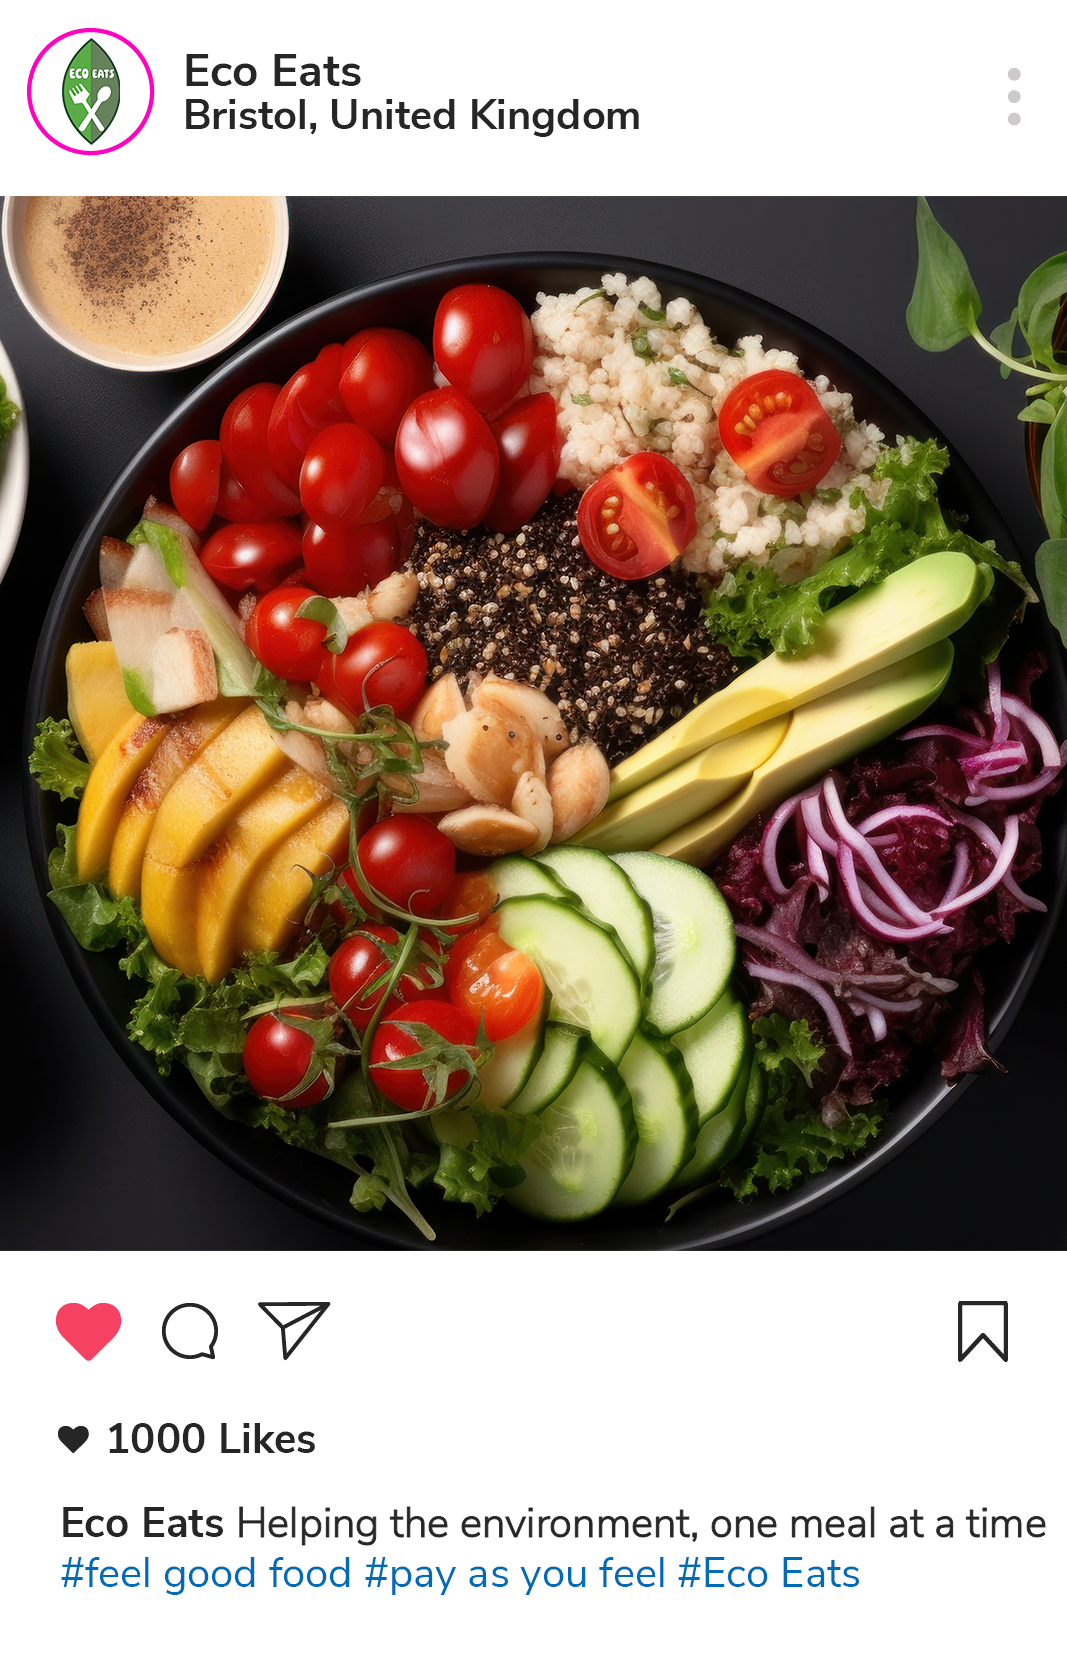 ECO EATS
Eco Eats
Bristol, United Kingdom
1000 Likes
Eco Eats Helping the environment, one meal at a time
#feel good food #pay as you feel #Eco Eats